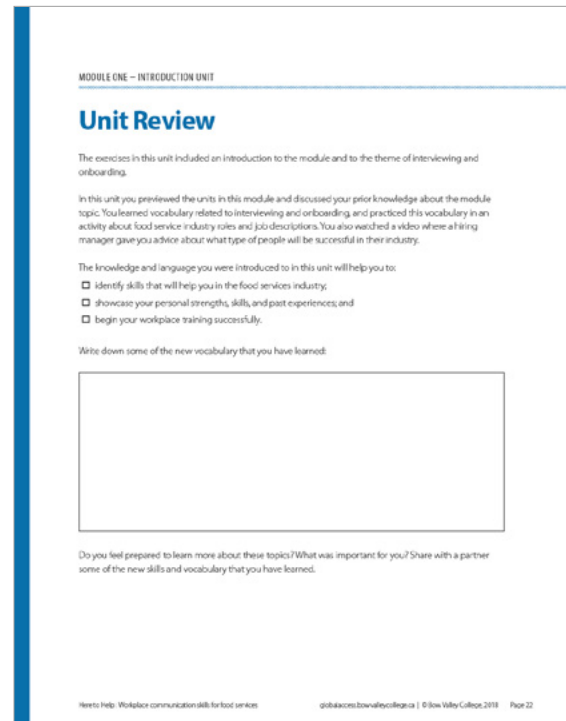 MODULE ONE – INTRODUCTION UNIT
Unit Review
The exercises in this unit included an introduction to the module and to the theme of interviewing and
onboarding.
In this unit you previewed the units in this module and discussed your prior knowledge about the module
topic. You learned vocabulary related to interviewing and onboarding, and practiced this vocabulary in an
activity about food service industry roles and job descriptions. You also watched a video where a hiring
manager gave you advice about what type of people will be successful in their industry.
The knowledge and language you were introduced to in this unit will help you to:
☐ identify skills that will help you in the food services industry;
☐ showcase your personal strengths, skills, and past experiences; and
☐ begin your workplace training successfully.
Write down some of the new vocabulary that you have learned:
Do you feel prepared to learn more about these topics? What was important for you? Share with a partner
some of the new skills and vocabulary that you have learned.
Here to Help: Workplace communication skills for food services globalaccess.bowvalleycollege.ca | © Bow Valley College, 2018 Page 22